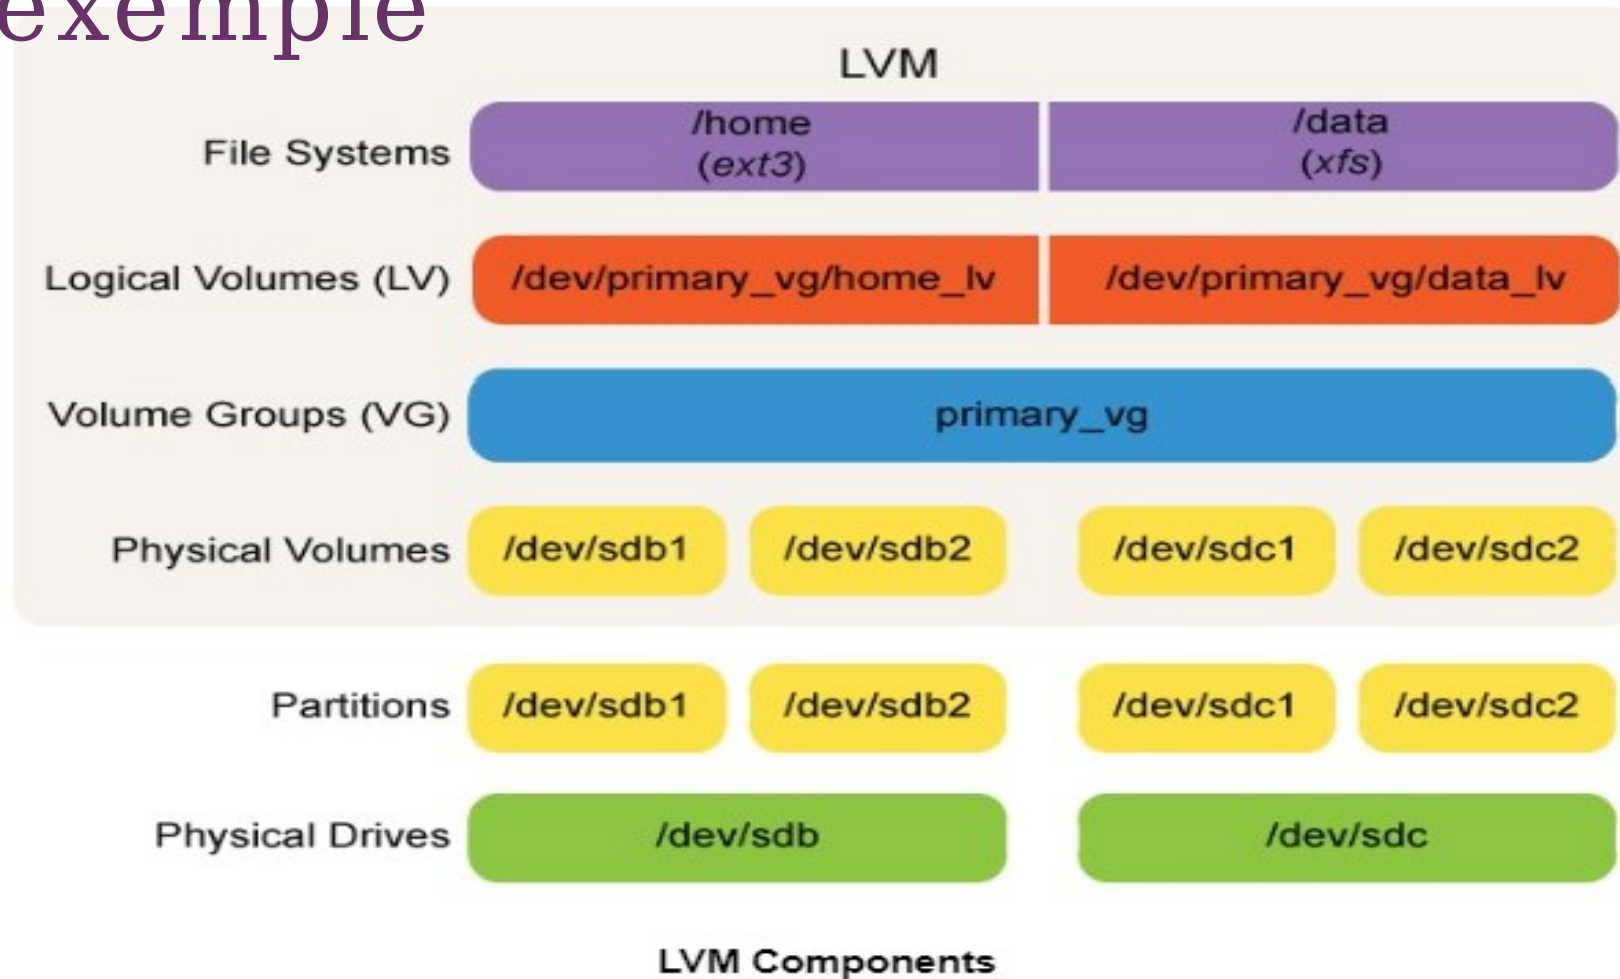 exemple
LVM
File Systems
/home
(ext3)
/data
(xfs)
Logical Volumes (LV)
/dev/primary_vg/home_lv
/dev/primary_vg/data_lv
Volume Groups (VG)
primary_vg
Physical Volumes
/dev/sdb1
/dev/sdb2
/dev/sdc1
/dev/sdc2
Partitions
/dev/sdb1
/dev/sdb2
/dev/sdc1
/dev/sdc2
Physical Drives
/dev/sdb
/dev/sdc
LVM Components